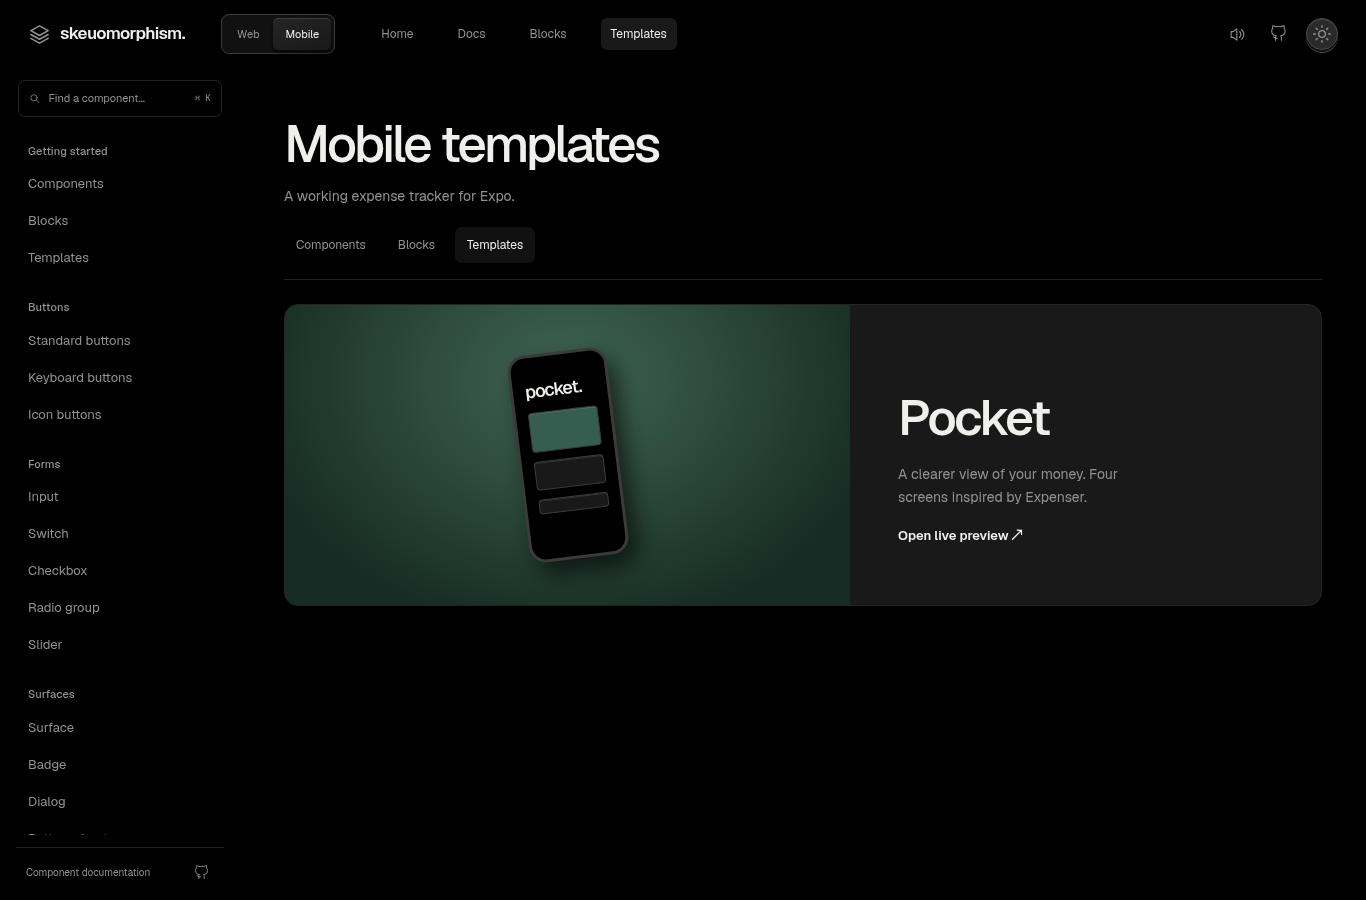 skeuomorphism.
Web
Mobile
Home
Docs
Blocks
Templates
Find a component...
⌘ K
Getting started
Components
Blocks
Templates
Buttons
Standard buttons
Keyboard buttons
Icon buttons
Forms
Input
Switch
Checkbox
Radio group
Slider
Surfaces
Surface
Badge
Dialog
Component documentation
Mobile templates
A working expense tracker for Expo.
Components
Blocks
Templates
pocket.
Pocket
A clearer view of your money. Four
screens inspired by Expenser.
Open live preview ↗